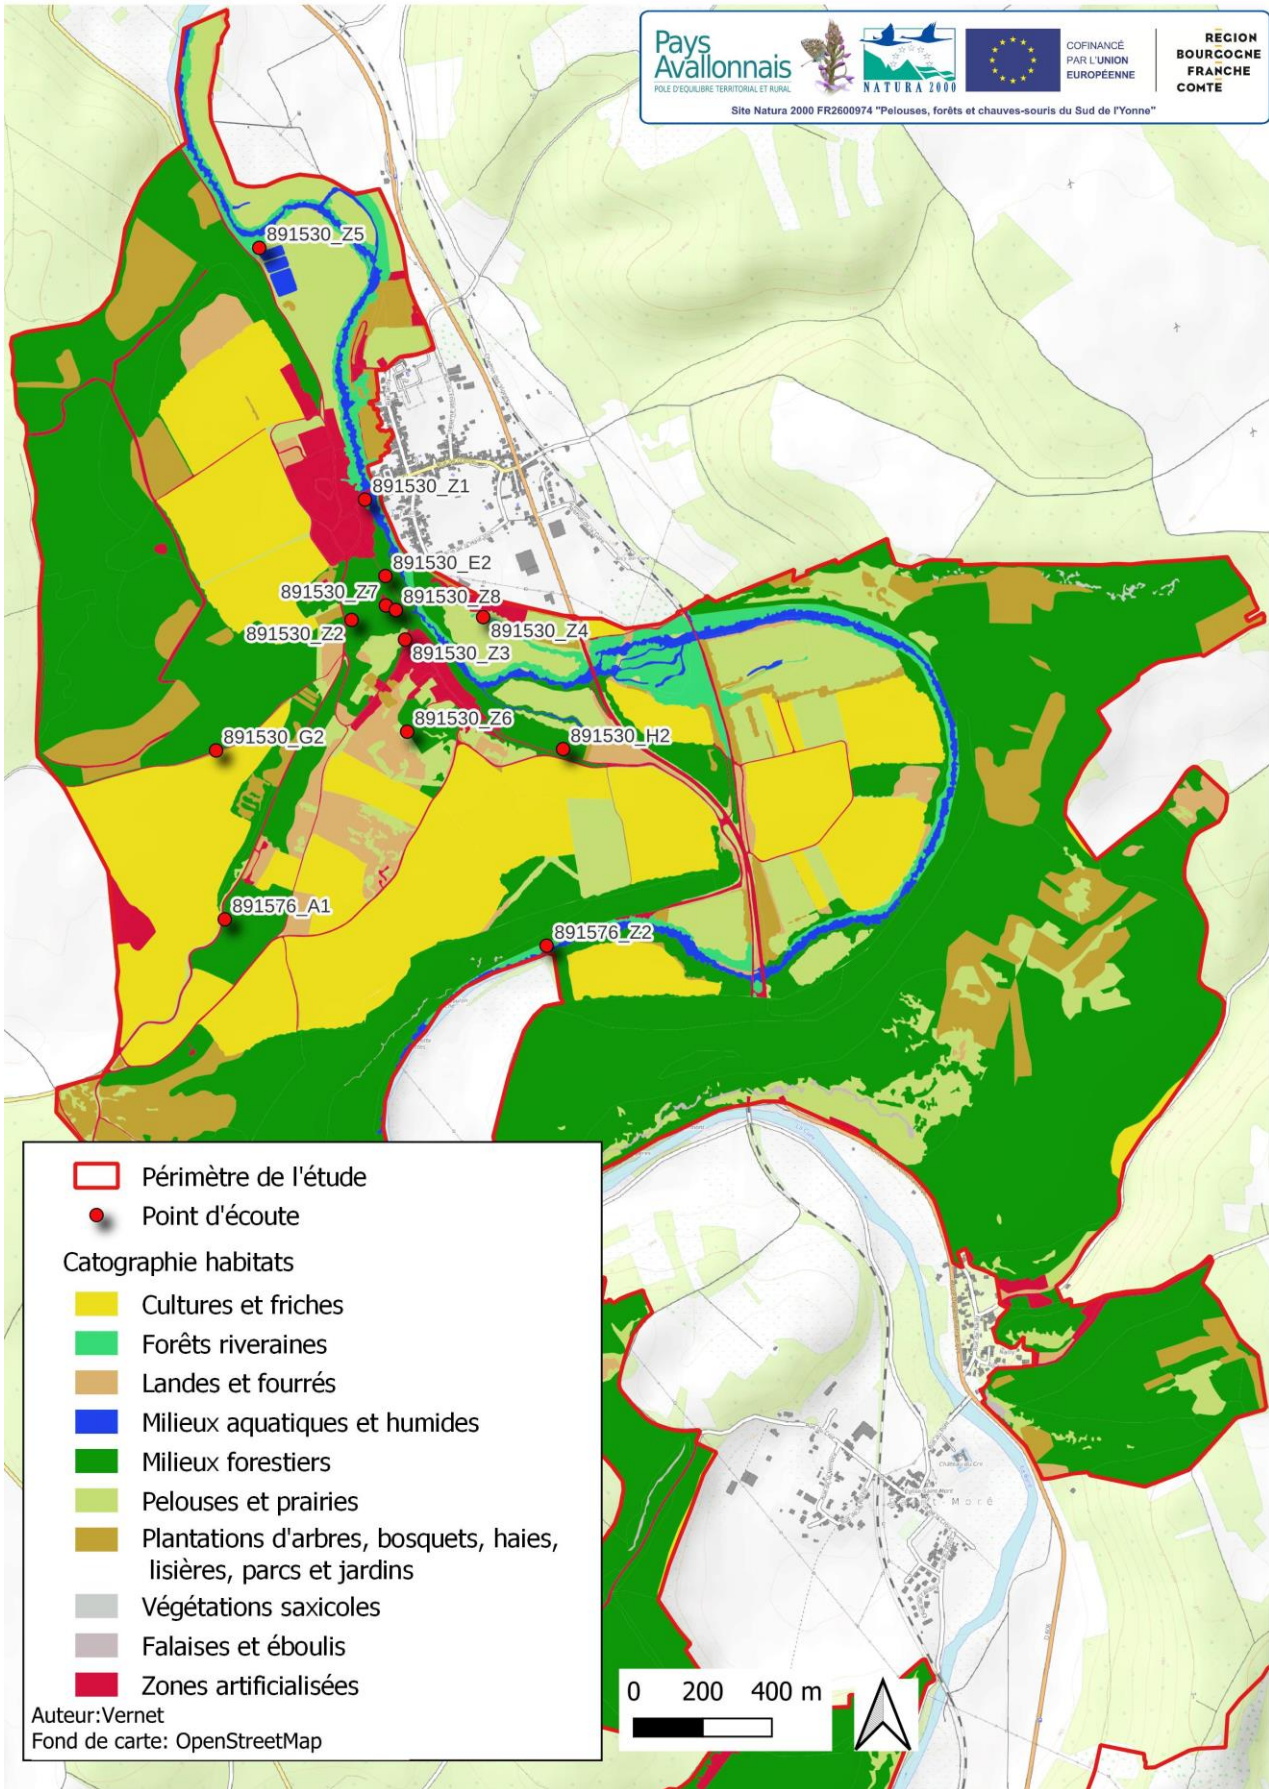 Pays
Avallonnais
POLE D'EQUILIBRE TERRITORIAL ET RURAL
NATURA 2000
COFINANCÉ
PAR L'UNION
EUROPÉENNE
REGION
BOURGOGNE
FRANCHE
COMTE
Site Natura 2000 FR2600974 "Pelouses, forêts et chauves-souris du Sud de l'Yonne"
891530_Z5
891530_Z1
891530_E2
891530_Z7
891530_Z8
891530_Z2
891530_Z4
891530_Z3
891530_Z6
891530_G2
891530_H2
891576_A1
891576_Z2
Périmètre de l'étude
Point d'écoute
Catographie habitats
Cultures et friches
Forêts riveraines
Landes et fourrés
Milieux aquatiques et humides
Milieux forestiers
Pelouses et prairies
Plantations d'arbres, bosquets, haies,
lisières, parcs et jardins
Végétations saxicoles
Falaises et éboulis
Zones artificialisées
Auteur:Vernet
Fond de carte: OpenStreetMap
0 200 400 m